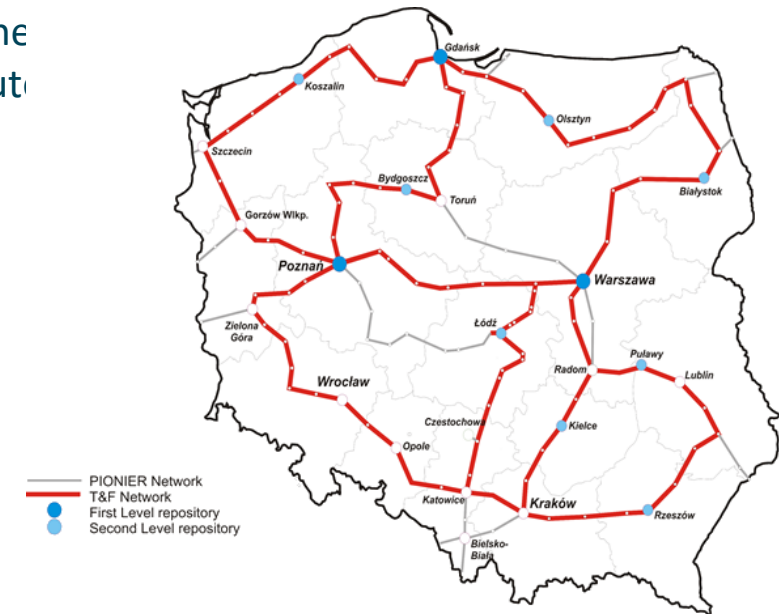 Gdańsk
Koszalin
Olsztyn
Szczecin
Bydgoszcz
Toruń
Białystok
Gorzów Wlkp.
Poznań
Warszawa
Łódź
Zielona
Góra
Puławy
Radom
Lublin
Wrocław
Czestochowa
Kielce
Opole
PIONIER Network
T&F Network
First Level repository
Second Level repository
Katowice
Kraków
Rzeszów
Bielsko-
Biała